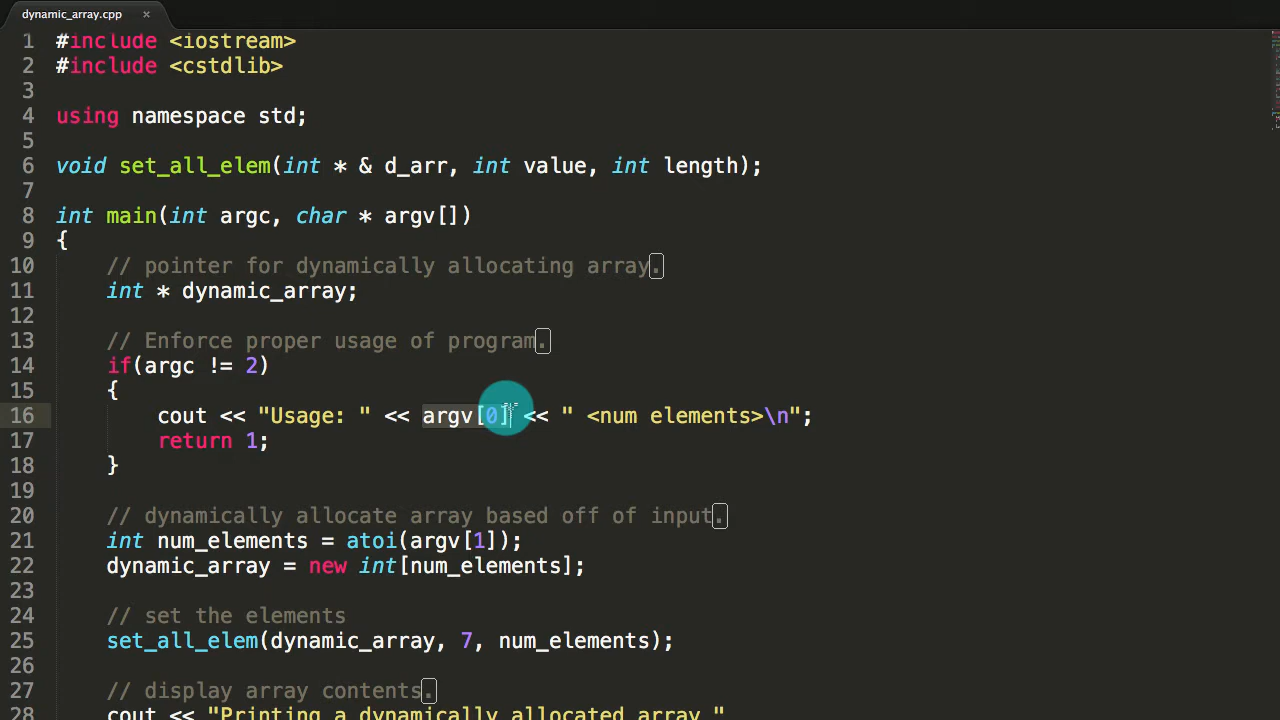 dynamic_array.cpp ×
1 #include <iostream>
2 #include <cstdlib>
3
4 using namespace std;
5
6 void set_all_elem(int * & d_arr, int value, int length);
7
8 int main(int argc, char * argv[])
9 {
10 // pointer for dynamically allocating array.
11 int * dynamic_array;
12
13 // Enforce proper usage of program.
14 if(argc != 2)
15 {
16 cout << "Usage: " << argv[0] << " <num elements>\n";
17 return 1;
18 }
19
20 // dynamically allocate array based off of input.
21 int num_elements = atoi(argv[1]);
22 dynamic_array = new int[num_elements];
23
24 // set the elements
25 set_all_elem(dynamic_array, 7, num_elements);
26
27 // display array contents.
28 cout << "Printing a dynamically allocated array "